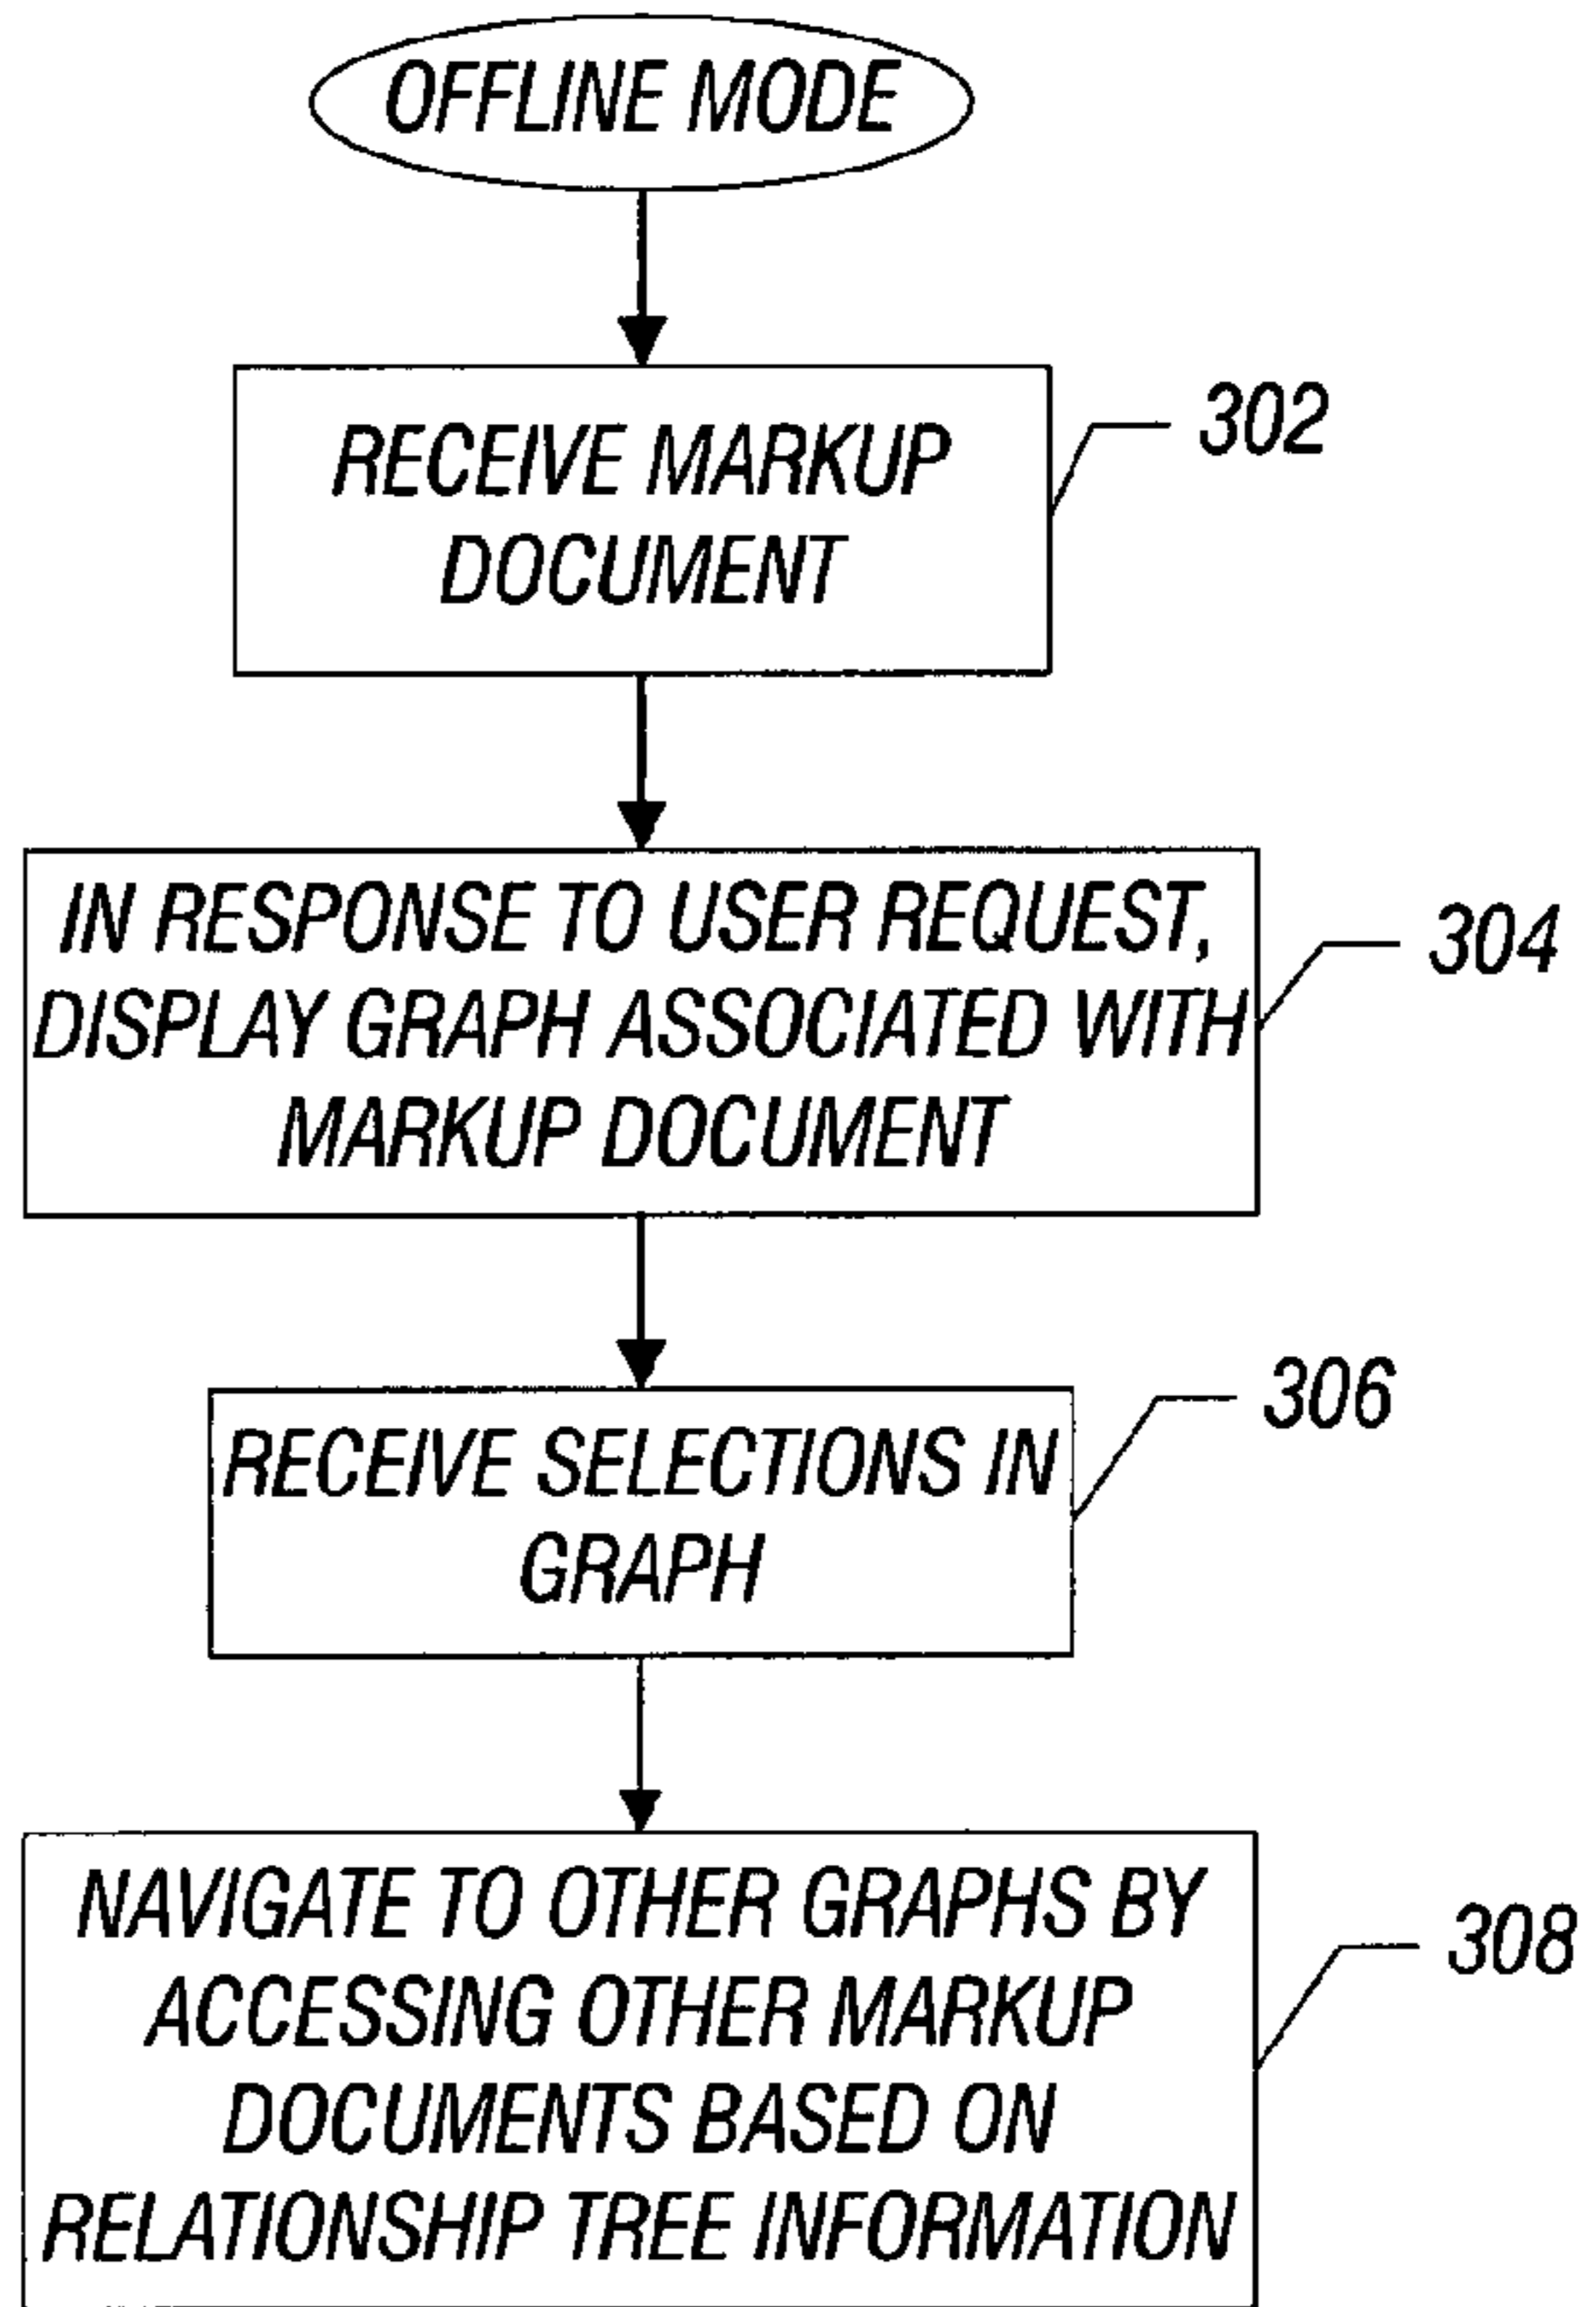 OFFLINE MODE
RECEIVE MARKUP
DOCUMENT
302
IN RESPONSE TO USER REQUEST,
DISPLAY GRAPH ASSOCIATED WITH
MARKUP DOCUMENT
304
RECEIVE SELECTIONS IN
GRAPH
306
NAVIGATE TO OTHER GRAPHS BY
ACCESSING OTHER MARKUP
DOCUMENTS BASED ON
RELATIONSHIP TREE INFORMATION
308